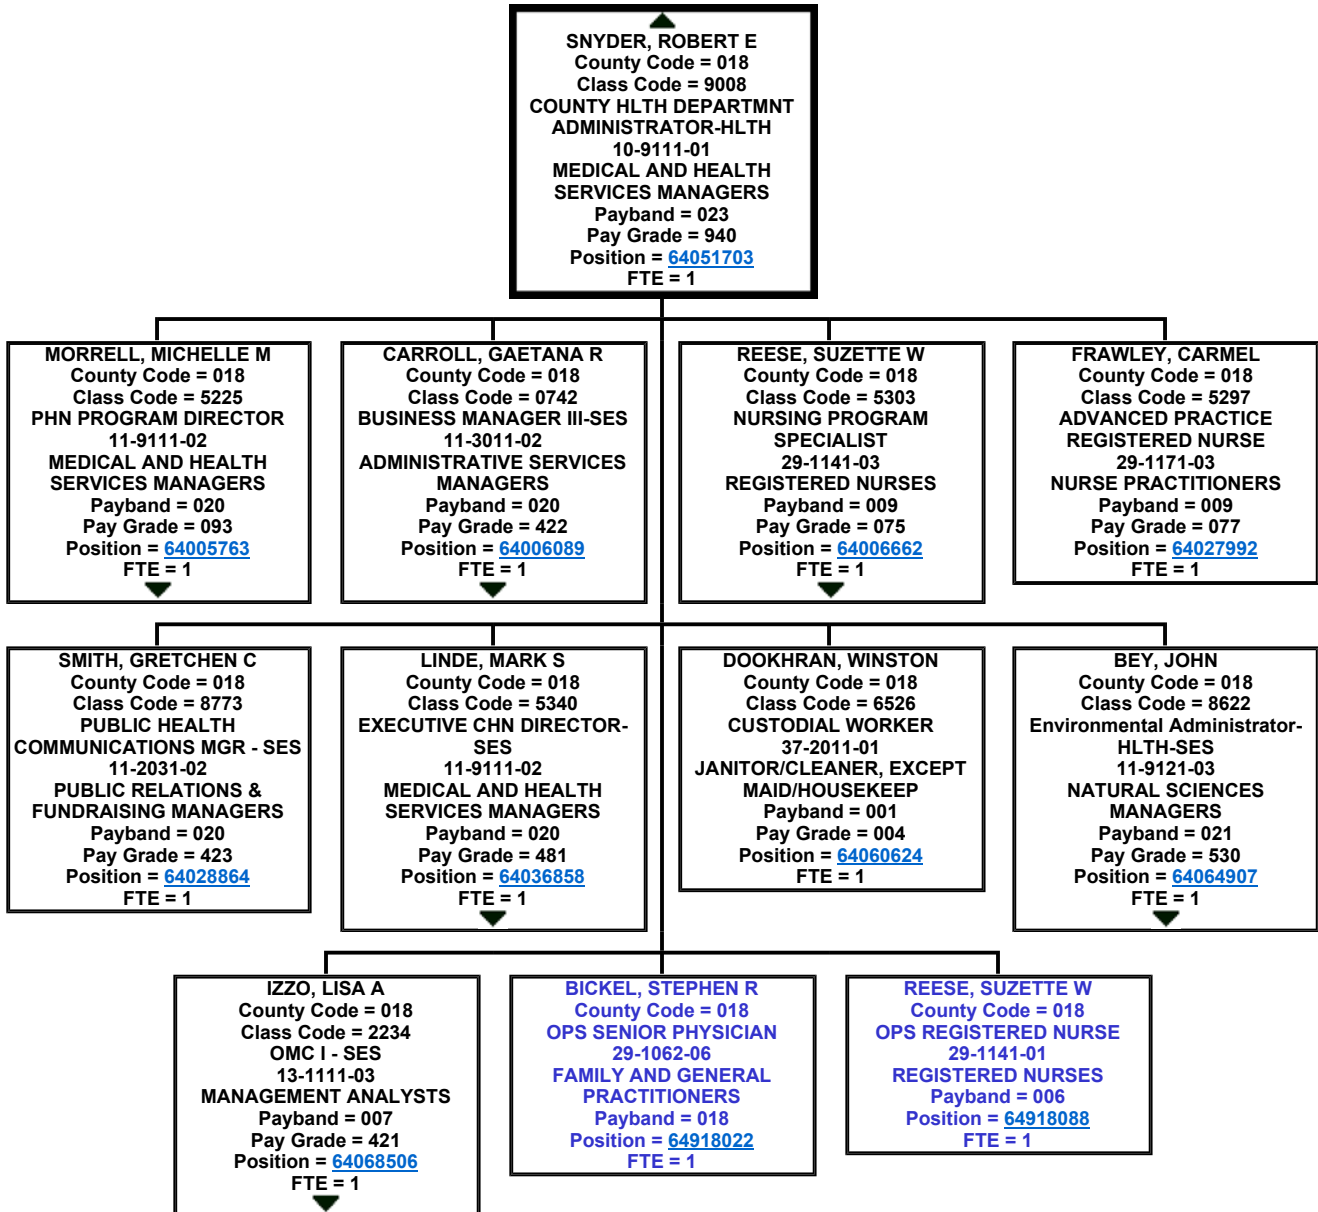 SNYDER, ROBERT E
County Code = 018
Class Code = 9008
COUNTY HLTH DEPARTMNT
ADMINISTRATOR-HLTH
10-9111-01
MEDICAL AND HEALTH
SERVICES MANAGERS
Payband = 023
Pay Grade = 940
Position = 64051703
FTE = 1
MORRELL, MICHELLE M
County Code = 018
Class Code = 5225
PHN PROGRAM DIRECTOR
11-9111-02
MEDICAL AND HEALTH
SERVICES MANAGERS
Payband = 020
Pay Grade = 093
Position = 64005763
FTE = 1
CARROLL, GAETANA R
County Code = 018
Class Code = 0742
BUSINESS MANAGER III-SES
11-3011-02
ADMINISTRATIVE SERVICES
MANAGERS
Payband = 020
Pay Grade = 422
Position = 64006089
FTE = 1
REESE, SUZETTE W
County Code = 018
Class Code = 5303
NURSING PROGRAM
SPECIALIST
29-1141-03
REGISTERED NURSES
Payband = 009
Pay Grade = 075
Position = 64006662
FTE = 1
FRAWLEY, CARMEL
County Code = 018
Class Code = 5297
ADVANCED PRACTICE
REGISTERED NURSE
29-1171-03
NURSE PRACTITIONERS
Payband = 009
Pay Grade = 077
Position = 64027992
FTE = 1
SMITH, GRETCHEN C
County Code = 018
Class Code = 8773
PUBLIC HEALTH
COMMUNICATIONS MGR - SES
11-2031-02
PUBLIC RELATIONS &
FUNDRAISING MANAGERS
Payband = 020
Pay Grade = 423
Position = 64028864
FTE = 1
LINDE, MARK S
County Code = 018
Class Code = 5340
EXECUTIVE CHN DIRECTOR-
SES
11-9111-02
MEDICAL AND HEALTH
SERVICES MANAGERS
Payband = 020
Pay Grade = 481
Position = 64036858
FTE = 1
DOOKHRAN, WINSTON
County Code = 018
Class Code = 6526
CUSTODIAL WORKER
37-2011-01
JANITOR/CLEANER, EXCEPT
MAID/HOUSEKEEP
Payband = 001
Pay Grade = 004
Position = 64060624
FTE = 1
BEY, JOHN
County Code = 018
Class Code = 8622
Environmental Administrator-
HLTH-SES
11-9121-03
NATURAL SCIENCES
MANAGERS
Payband = 021
Pay Grade = 530
Position = 64064907
FTE = 1
IZZO, LISA A
County Code = 018
Class Code = 2234
OMC I - SES
13-1111-03
MANAGEMENT ANALYSTS
Payband = 007
Pay Grade = 421
Position = 64068506
FTE = 1
BICKEL, STEPHEN R
County Code = 018
OPS SENIOR PHYSICIAN
29-1062-06
FAMILY AND GENERAL
PRACTITIONERS
Payband = 018
Position = 64918022
FTE = 1
REESE, SUZETTE W
County Code = 018
OPS REGISTERED NURSE
29-1141-01
REGISTERED NURSES
Payband = 006
Position = 64918088
FTE = 1